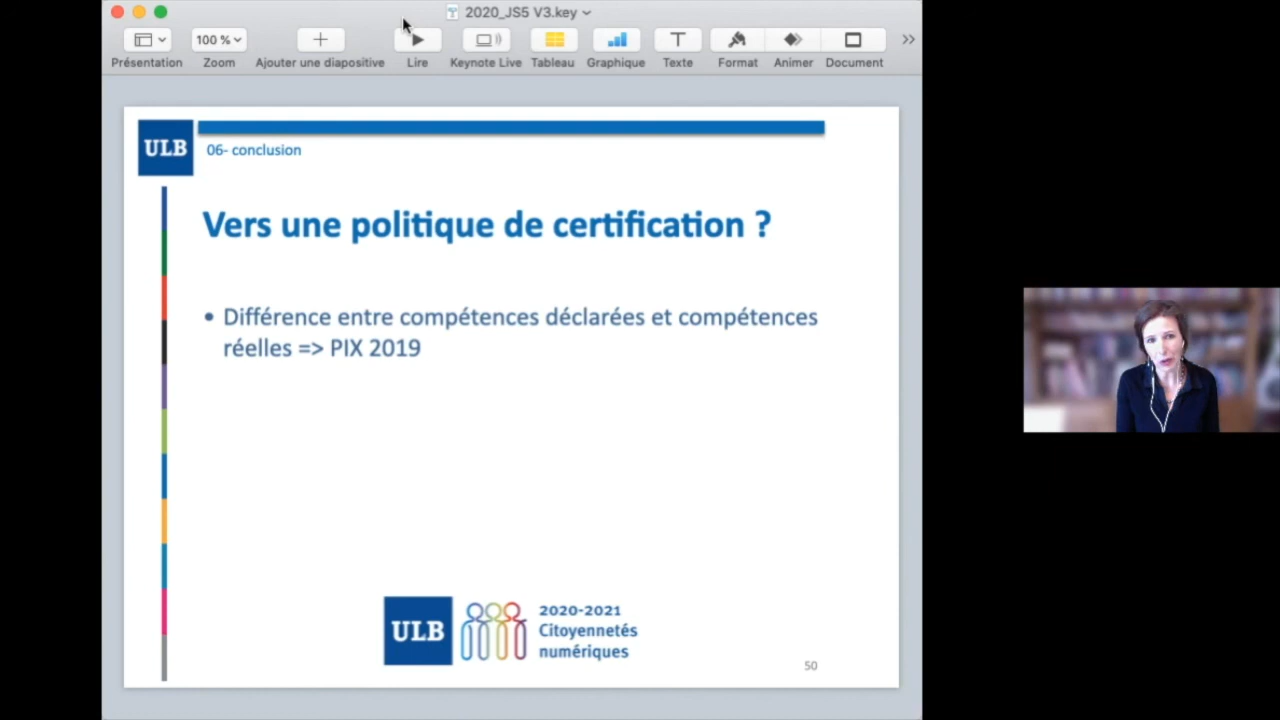 2020_JS5 V3.key
100 %
Présentation
Zoom
Ajouter une diapositive
Lire
Keynote Live
Tableau
Graphique
Texte
Format
Animer
Document
ULB
06- conclusion
Vers une politique de certification ?
• Différence entre compétences déclarées et compétences
réelles => PIX 2019
ULB
2020-2021
Citoyennetés
numériques
50